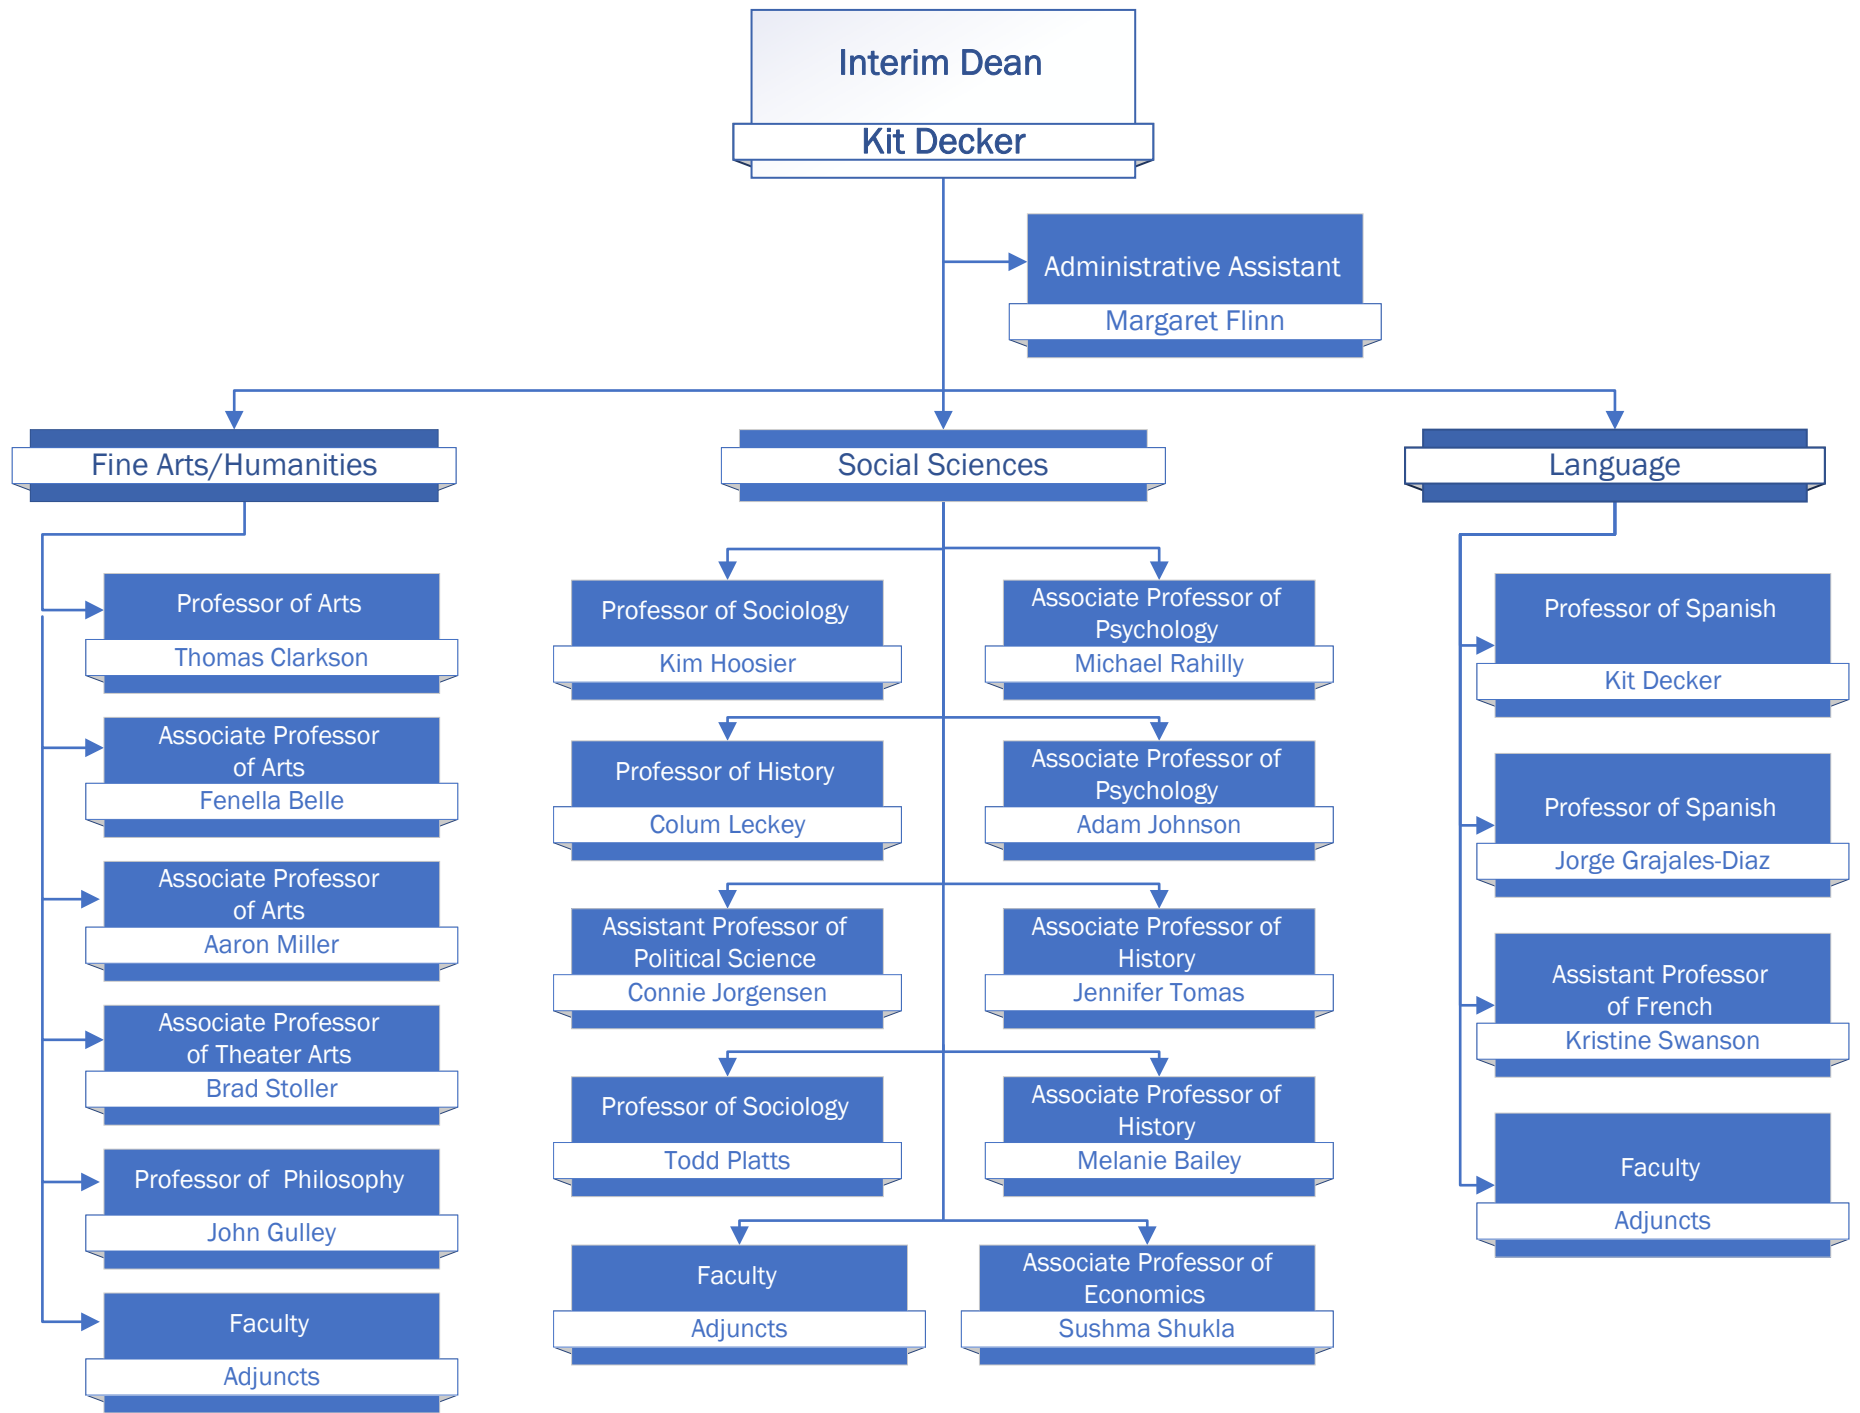 Interim Dean
Kit Decker
Administrative Assistant
Margaret Flinn
Fine Arts/Humanities
Social Sciences
Language
Professor of Arts
Thomas Clarkson
Associate Professor
of Arts
Fenella Belle
Associate Professor
of Arts
Aaron Miller
Associate Professor
of Theater Arts
Brad Stoller
Professor of  Philosophy
John Gulley
Faculty
Adjuncts
Professor of Sociology
Kim Hoosier
Associate Professor of
Psychology
Michael Rahilly
Professor of History
Colum Leckey
Associate Professor of
Psychology
Adam Johnson
Assistant Professor of
Political Science
Connie Jorgensen
Associate Professor of
History
Jennifer Tomas
Professor of Sociology
Todd Platts
Associate Professor of
History
Melanie Bailey
Faculty
Adjuncts
Associate Professor of
Economics
Sushma Shukla
Professor of Spanish
Kit Decker
Professor of Spanish
Jorge Grajales-Diaz
Assistant Professor
of French
Kristine Swanson
Faculty
Adjuncts